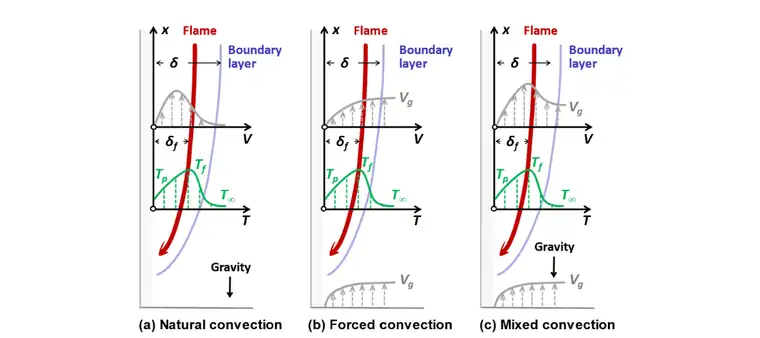 x
Flame
δ
Boundary
layer
V
δf
Tp
Tf
T∞
T
Gravity
(a) Natural convection
x
Flame
δ
Boundary
layer
Vg
V
δf
Tp
Tf
T∞
T
Vg
(b) Forced convection
x
Flame
δ
Boundary
layer
Vg
V
δf
Tp
Tf
T∞
T
Gravity
Vg
(c) Mixed convection